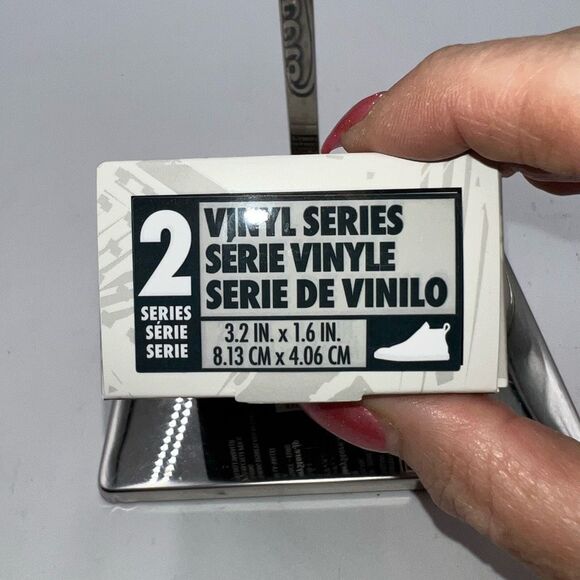 2
SERIES
SÉRIE
SERIE
VINYL SERIES
SÉRIE VINYLE
SERIE DE VINILO
3.2 IN. x 1.6 IN.
8.13 CM x 4.06 CM